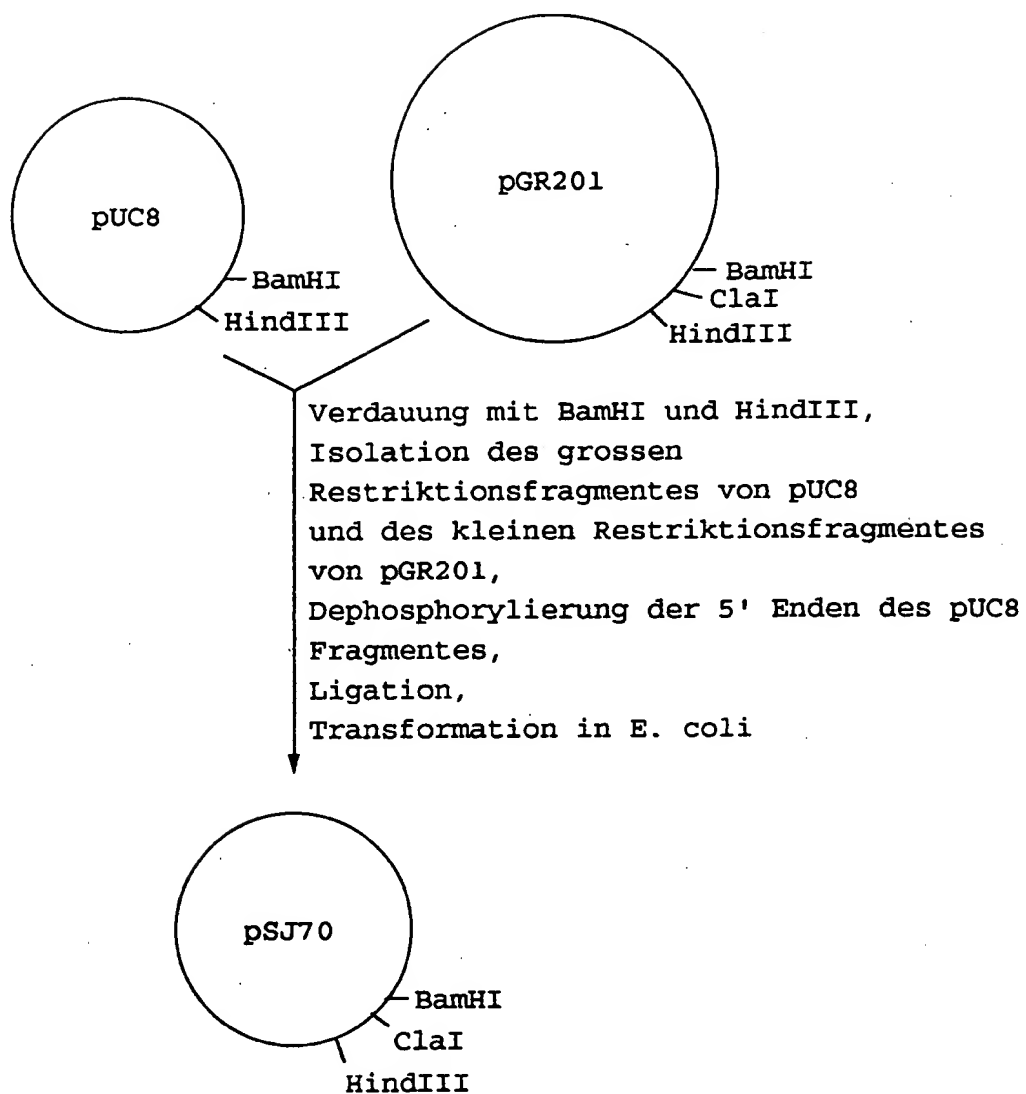 pUC8
pGR201
BamHI
HindIII
BamHI
ClaI
HindIII
Verdauung mit BamHI und HindIII,
Isolation des grossen
Restriktionsfragmentes von pUC8
und des kleinen Restriktionsfragmentes
von pGR201,
Dephosphorylierung der 5' Enden des pUC8
Fragmentes,
Ligation,
Transformation in E. coli
pSJ70
BamHI
ClaI
HindIII